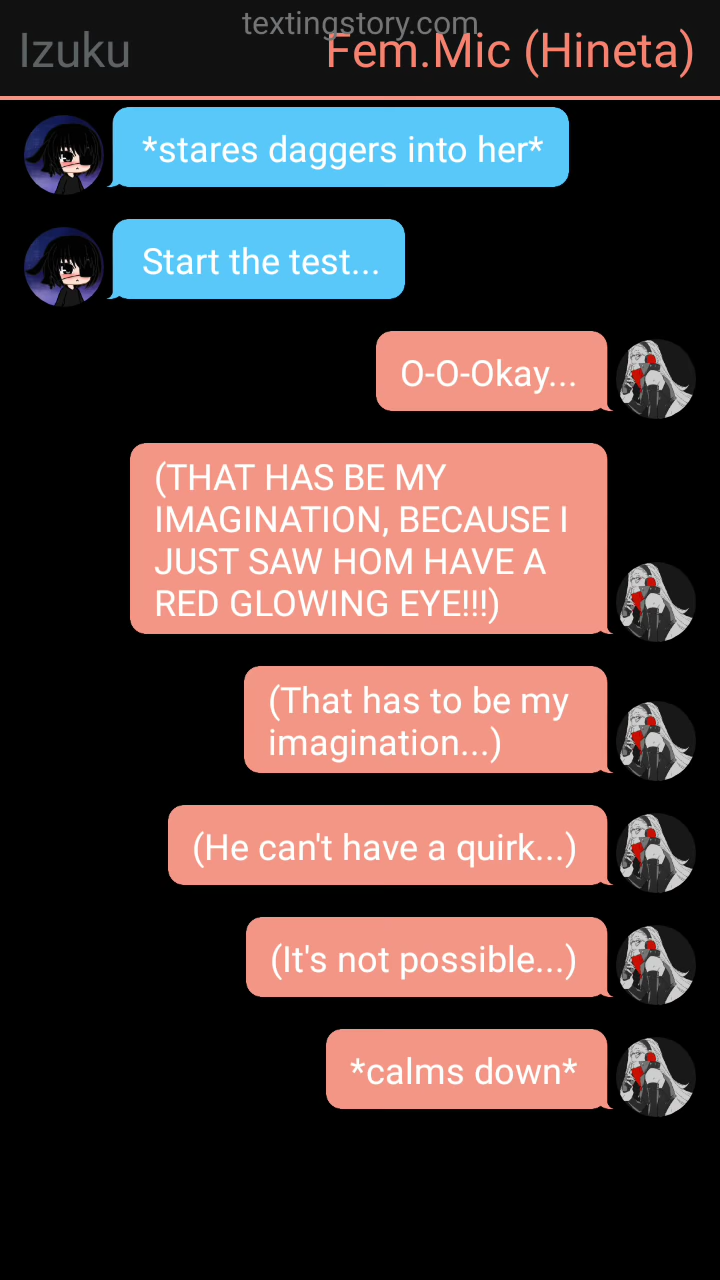 textingstory.com
Izuku
Fem.Mic (Hineta)
*stares daggers into her*
Start the test...
O-O-Okay...
(THAT HAS BE MY
IMAGINATION, BECAUSE I
JUST SAW HOM HAVE A
RED GLOWING EYE!!!)
(That has to be my
imagination...)
(He can't have a quirk...)
(It's not possible...)
*calms down*